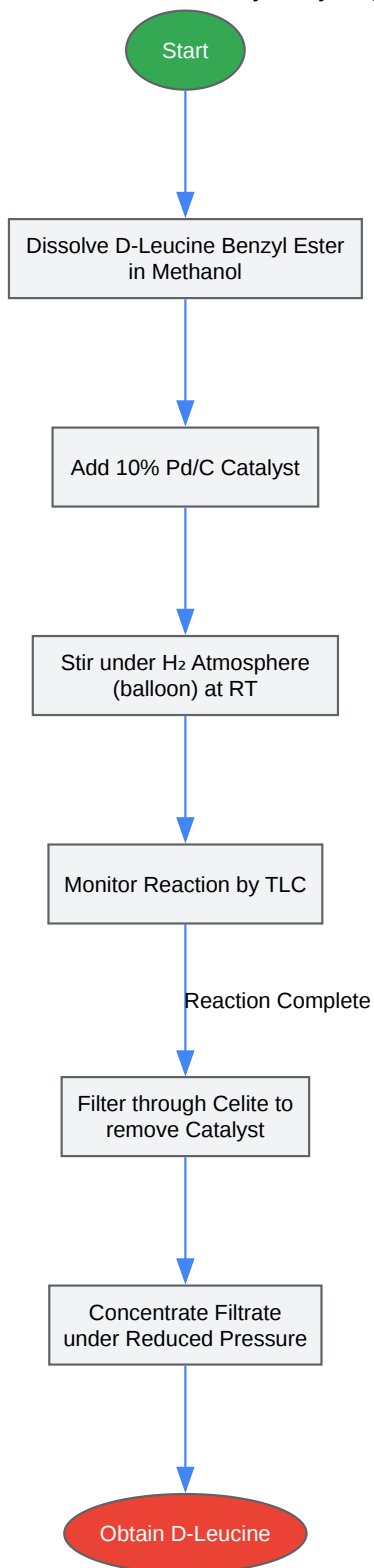 Start
Dissolve D-Leucine Benzyl Ester
in Methanol
Add 10% Pd/C Catalyst
Stir under H₂ Atmosphere
(balloon) at RT
Monitor Reaction by TLC
Reaction Complete
Filter through Celite to
remove Catalyst
Concentrate Filtrate
under Reduced Pressure
Obtain D-Leucine